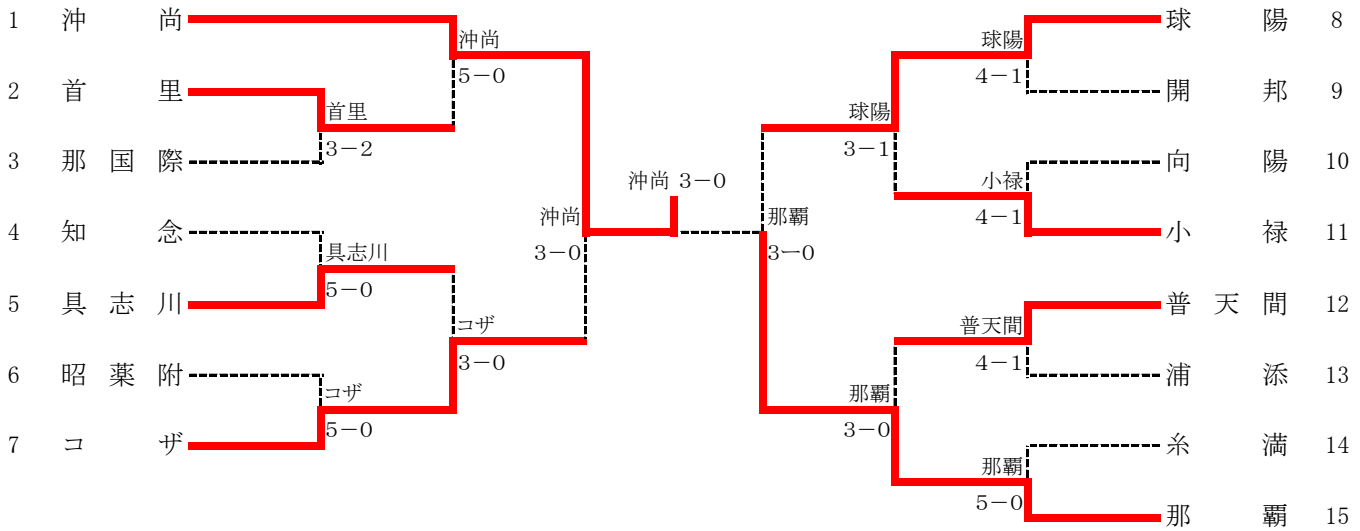 1 沖尚
2 首里
3 那国際
4 知念
5 具志川
6 昭薬附
7 コザ
首里
3－2
具志川
5－0
コザ
5－0
沖尚
5－0
コザ
3－0
沖尚
3－0
沖尚 3－0
那覇
3－0
球陽
3－1
那覇
3－0
球陽
4－1
小禄
4－1
普天間
4－1
那覇
5－0
球陽 8
開邦 9
向陽 10
小禄 11
普天間 12
浦添 13
糸満 14
那覇 15